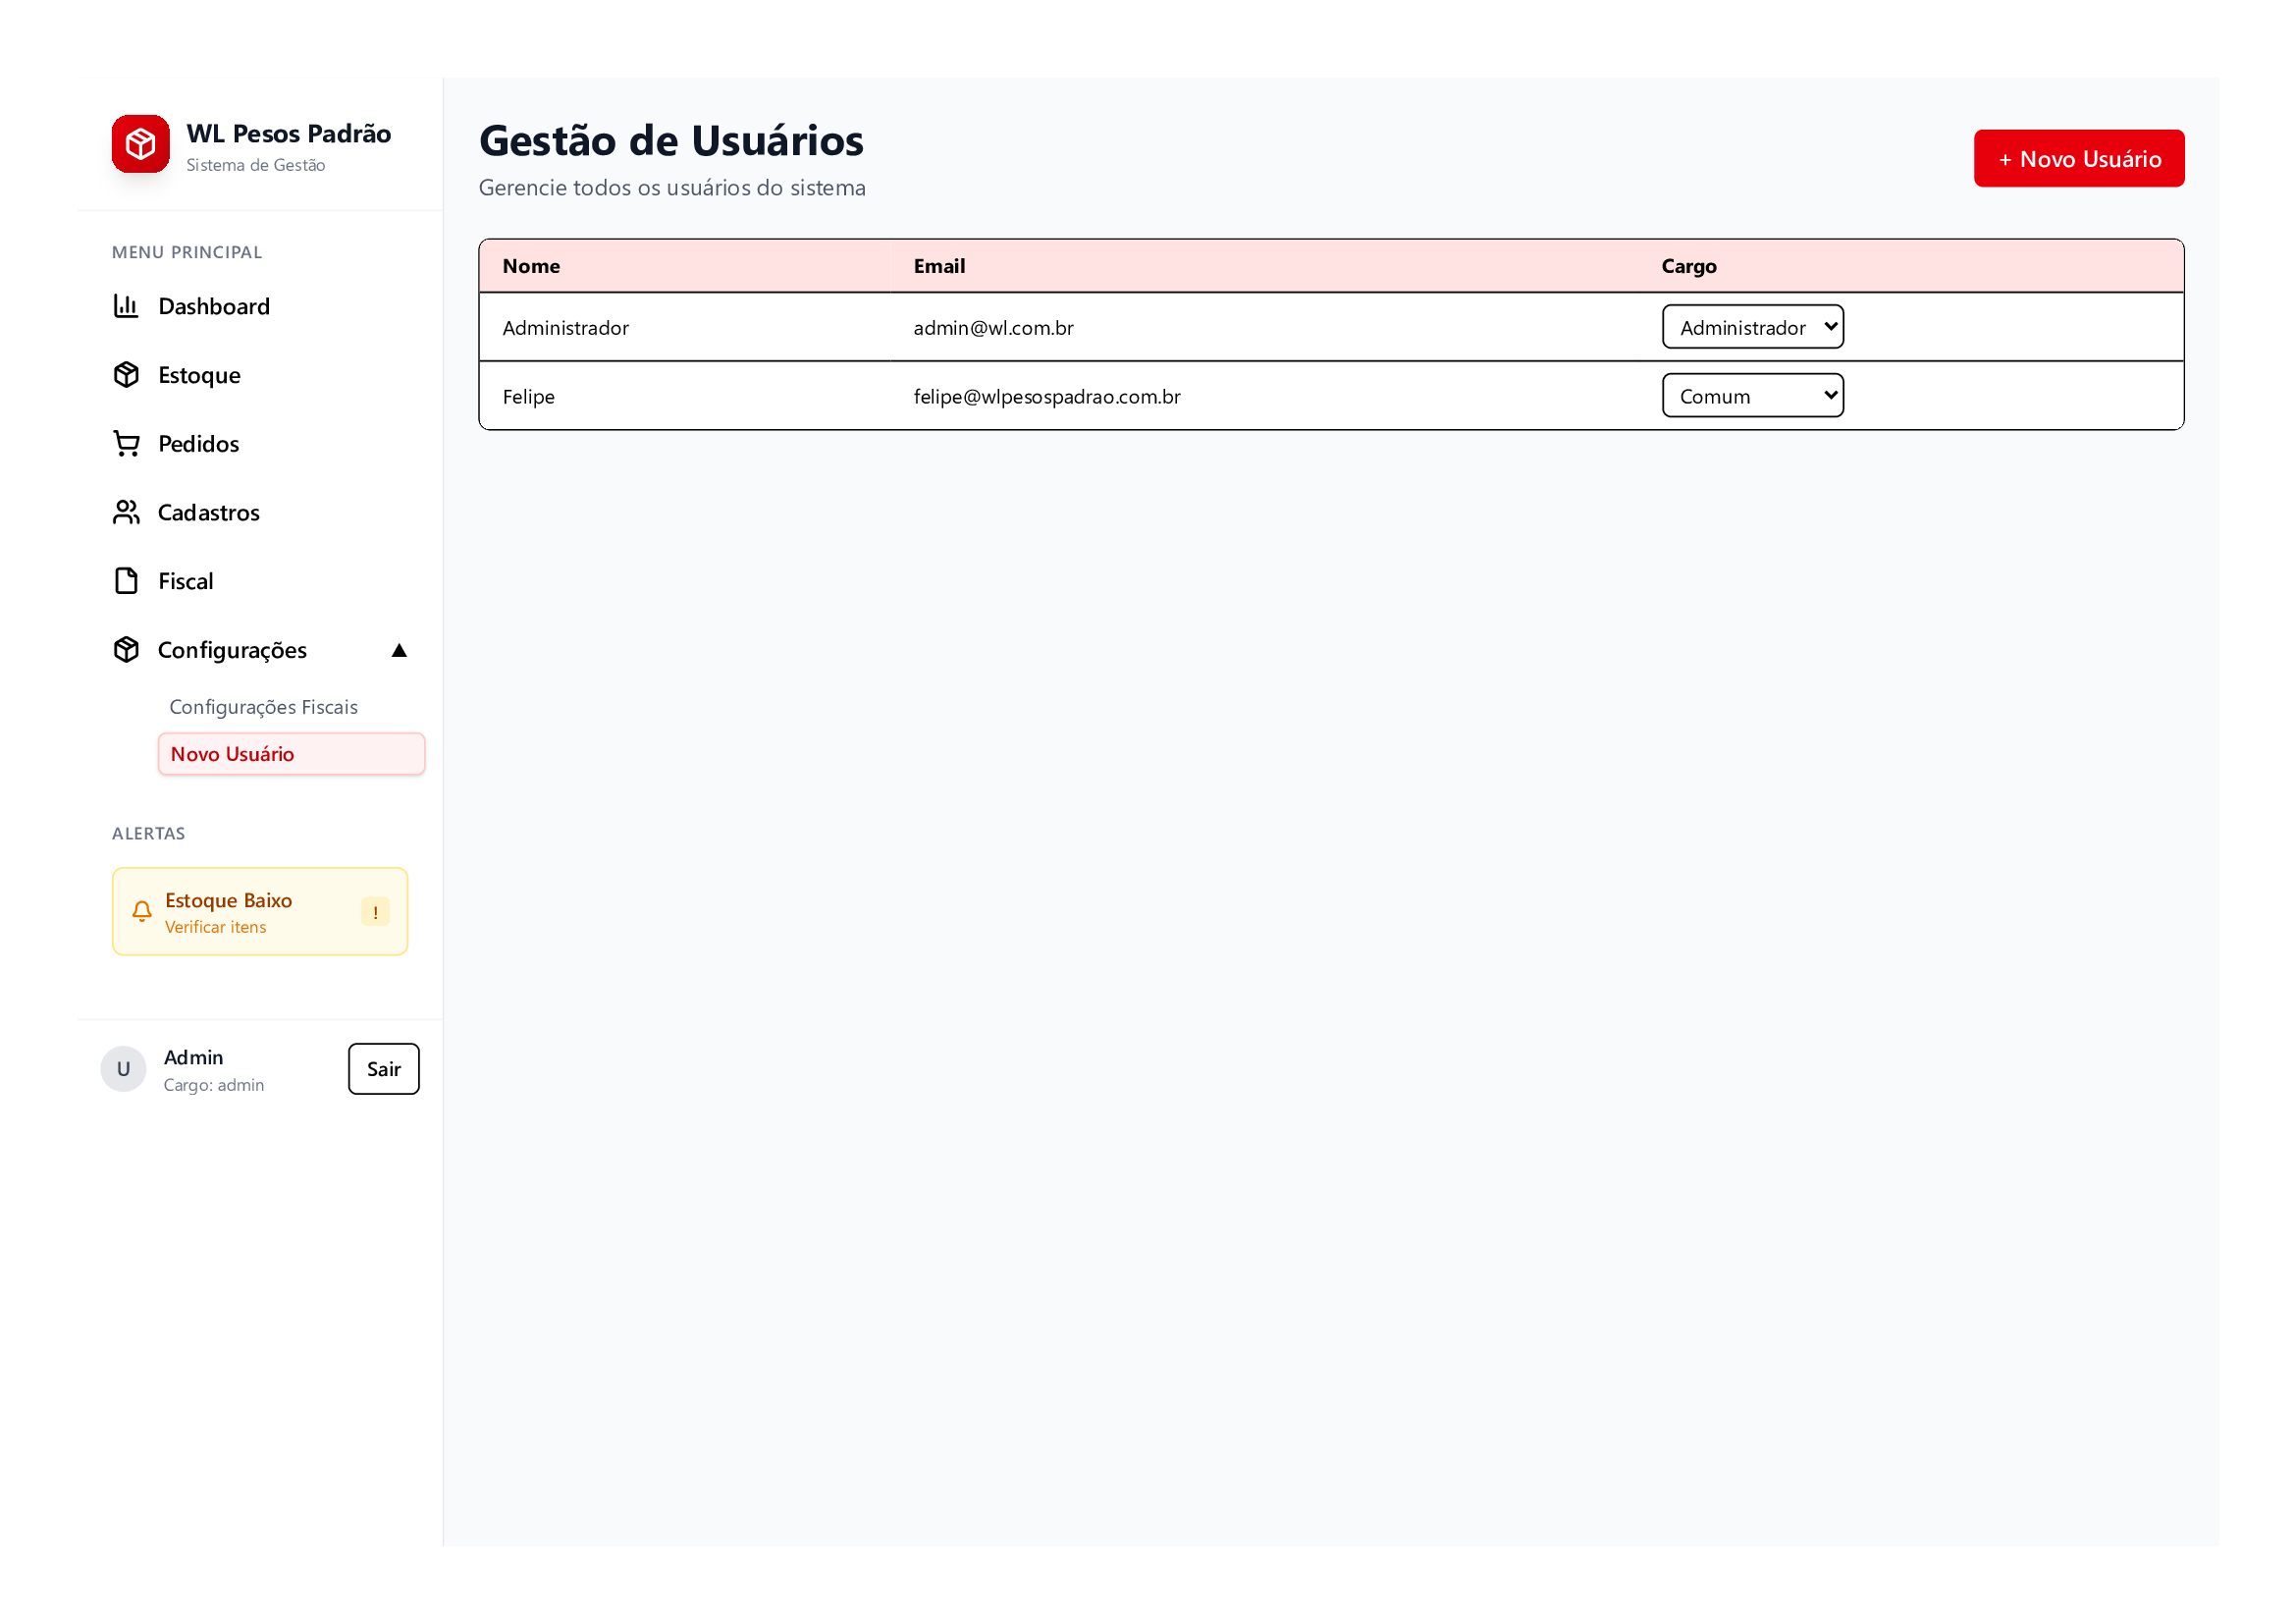 WL Pesos Padrão
Sistema de Gestão
MENU PRINCIPAL
Dashboard
Estoque
Pedidos
Cadastros
Fiscal
Configurações ▲
Configurações Fiscais
Novo Usuário
ALERTAS
Estoque Baixo
Verificar itens
!
U
Admin
Cargo: admin
Sair
Gestão de Usuários
Gerencie todos os usuários do sistema
+ Novo Usuário
Nome Email Cargo
Administrador admin@wl.com.br Administrador
Felipe felipe@wlpesospadrao.com.br Comum